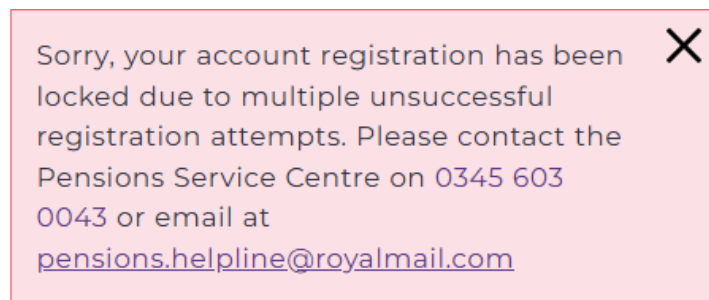 Sorry, your account registration has been
locked due to multiple unsuccessful
registration attempts. Please contact the
Pensions Service Centre on 0345 603
0043 or email at
pensions.helpline@royalmail.com